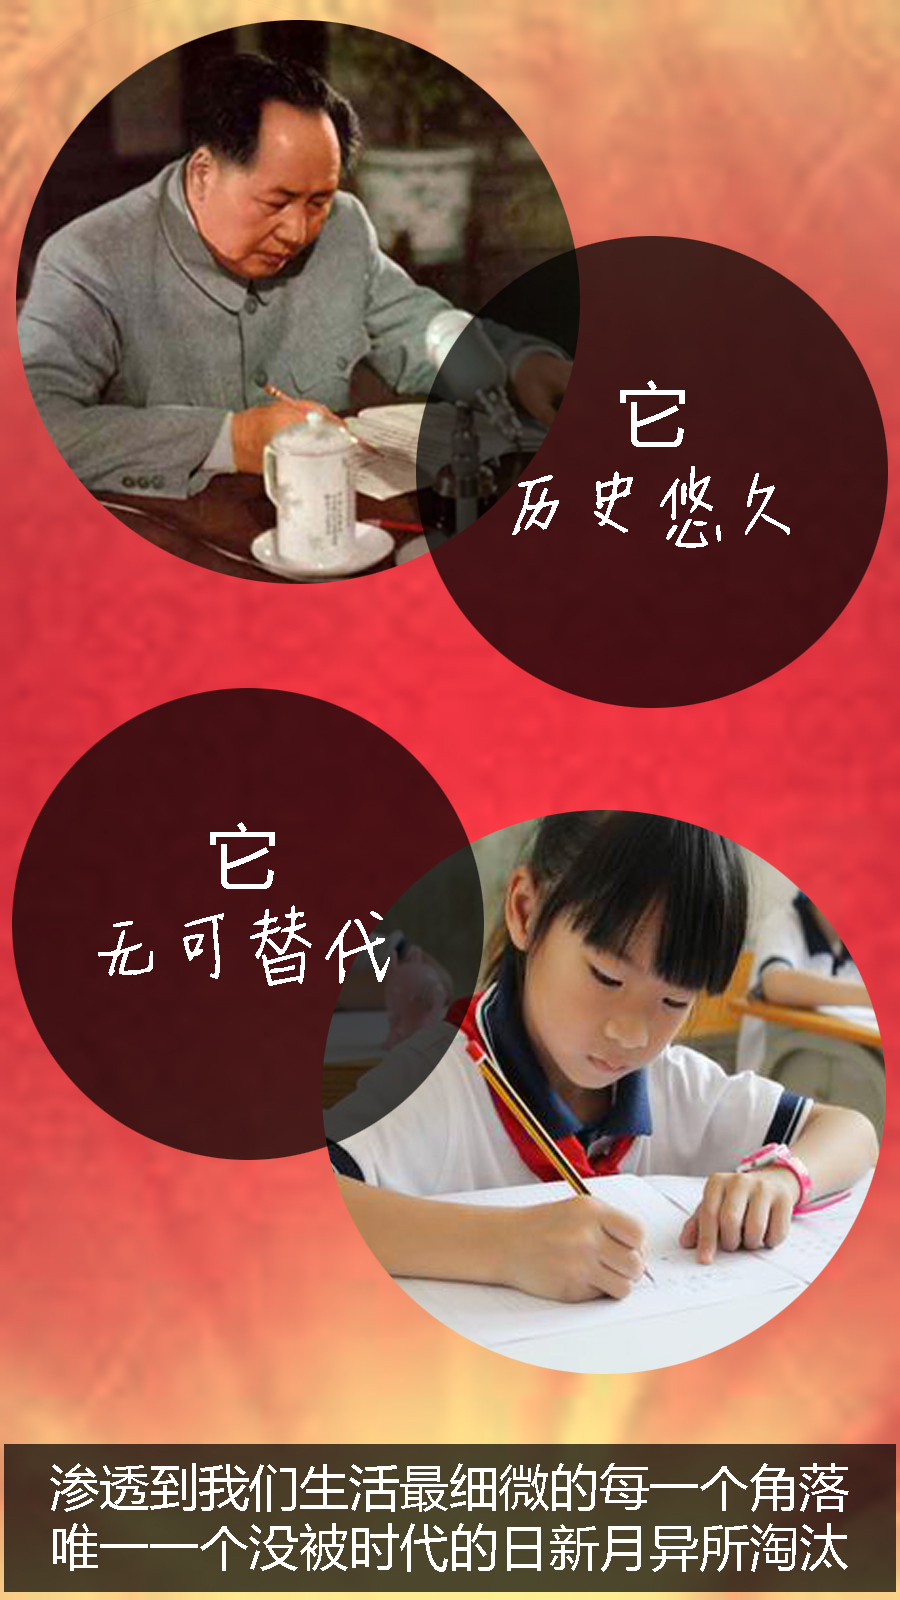 它
历史悠久
它
无可替代
渗透到我们生活最细微的每一个角落
唯一一个没被时代的日新月异所淘汰